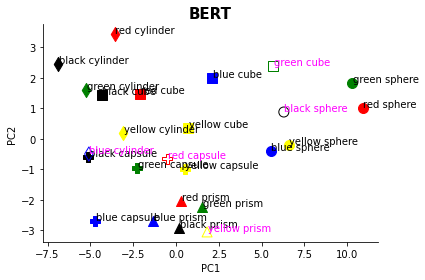 BERT
red cylinder
3
black cylinder
green cube
2
blue cube
green cylinder
green sphere
black cube
red cube
1
black sphere
red sphere
yellow cylinder
yellow cube
0
yellow sphere
blue cylinder
blue sphere
black capsule
red capsule
−1
green capsule
yellow capsule
−2
red prism
green prism
blue capsule
blue prism
black prism
yellow prism
−3
PC2
−7.5
−5.0
−2.5
0.0
2.5
5.0
7.5
10.0
PC1